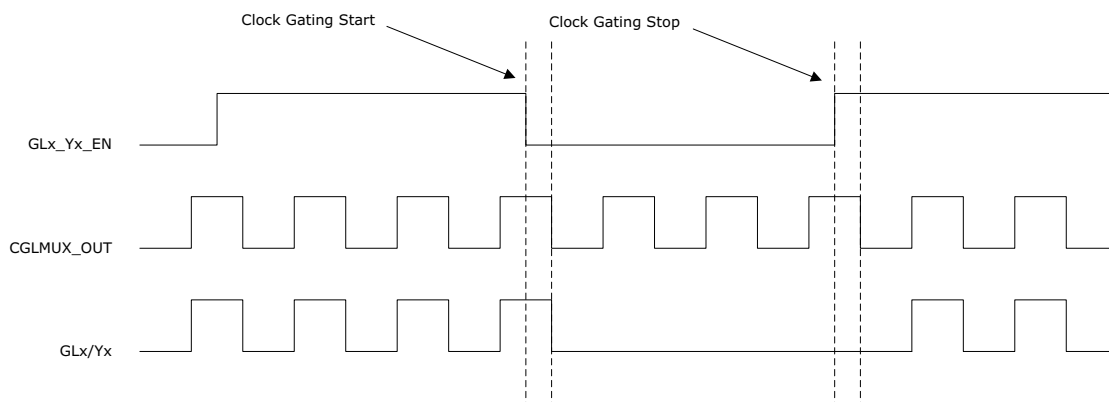 Clock Gating Start
Clock Gating Stop
GLx_Yx_EN
CGLMUX_OUT
GLx/Yx